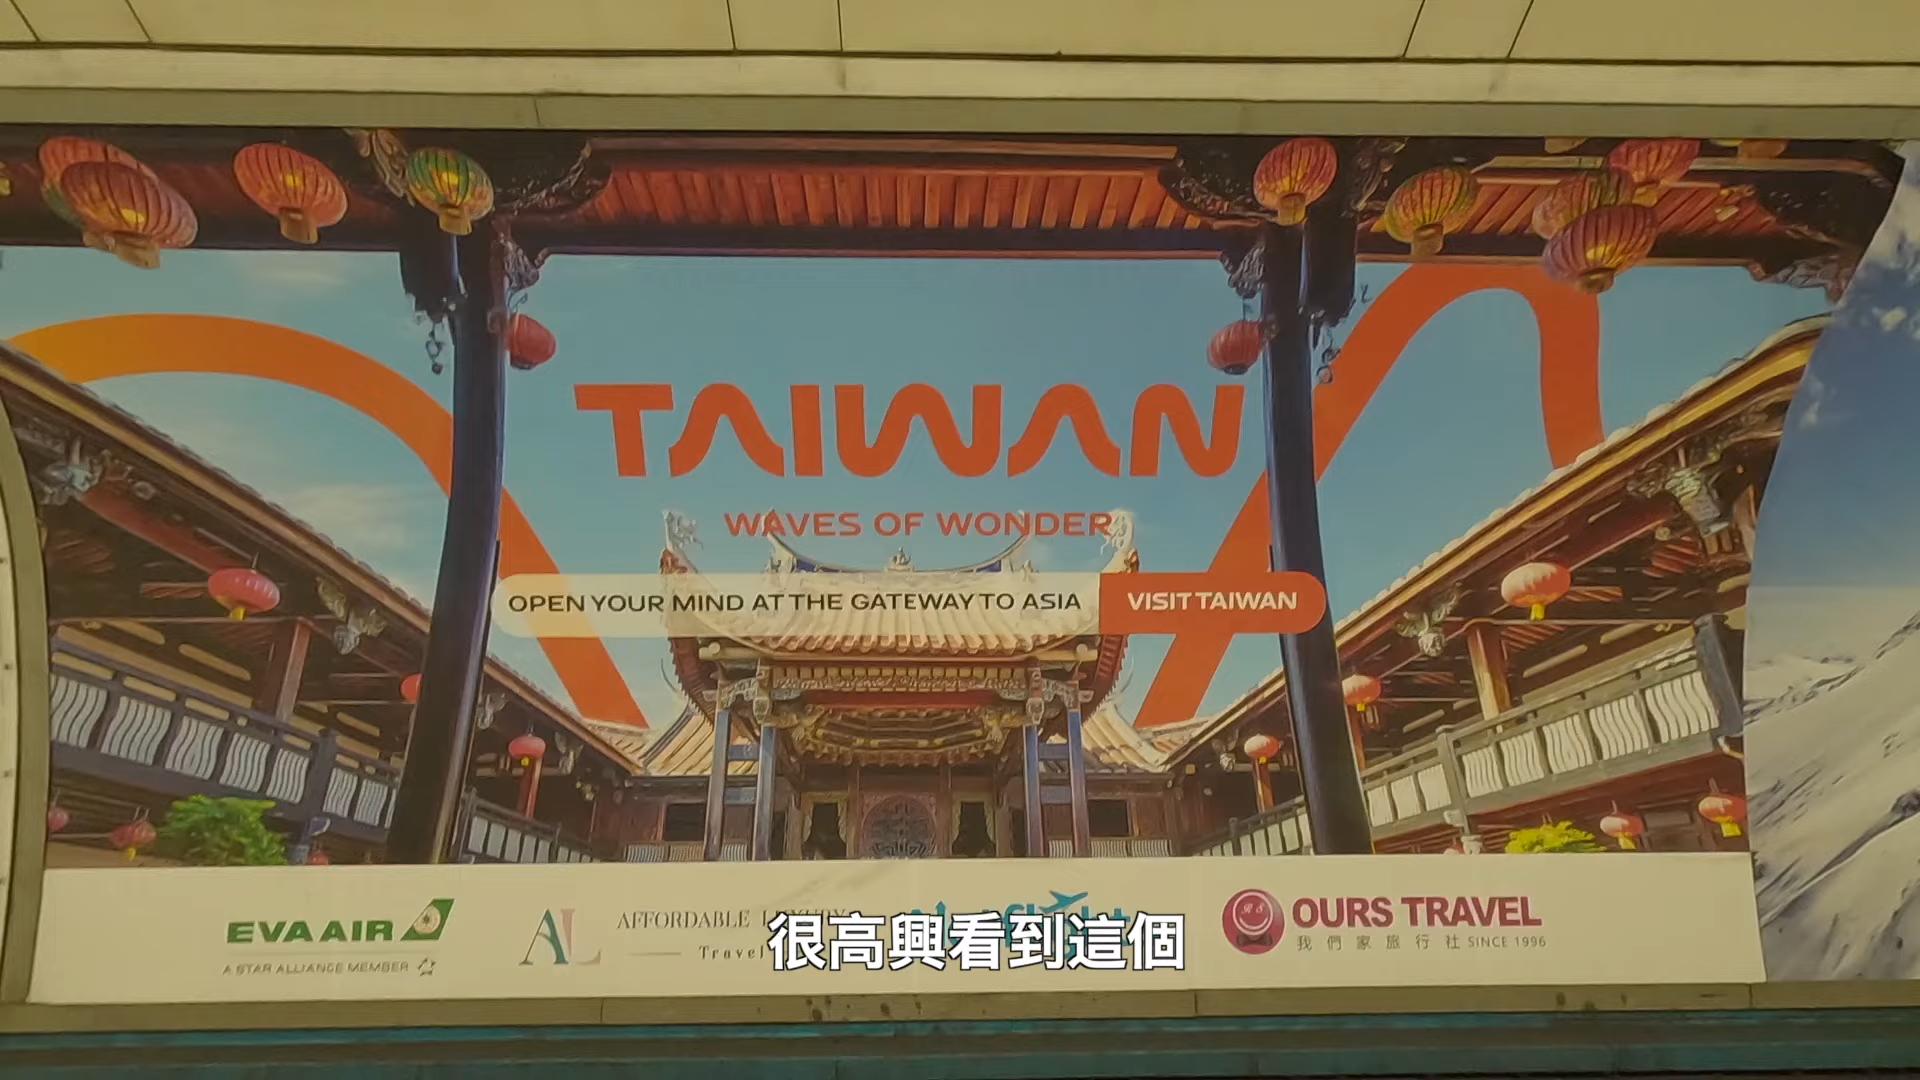 TAIWAN
WAVES OF WONDER
OPEN YOUR MIND AT THE GATEWAY TO ASIA
VISIT TAIWAN
EVA AIR
A STAR ALLIANCE MEMBER
AL
AFFORDABLE LUXURY
Travel
OURS TRAVEL
我們家旅行社 SINCE 1996
很高興看到這個